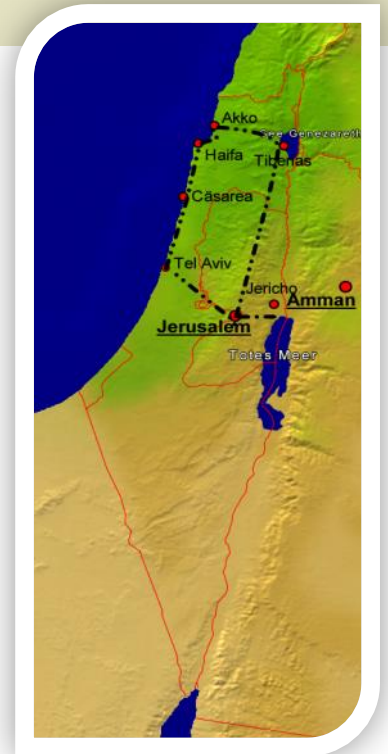 Akko
See Genezareth
Haifa
Tiberias
Cäsarea
Tel Aviv
Jericho
Amman
Jerusalem
Totes Meer